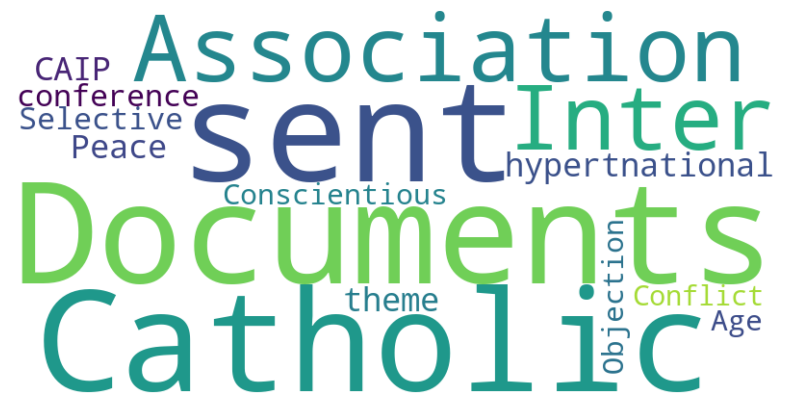 Association
CAIP
conference
Selective
Peace
sent
Inter
hypertnational
Conscientious
Documents
Objection
theme
Conflict
Age
Catholic